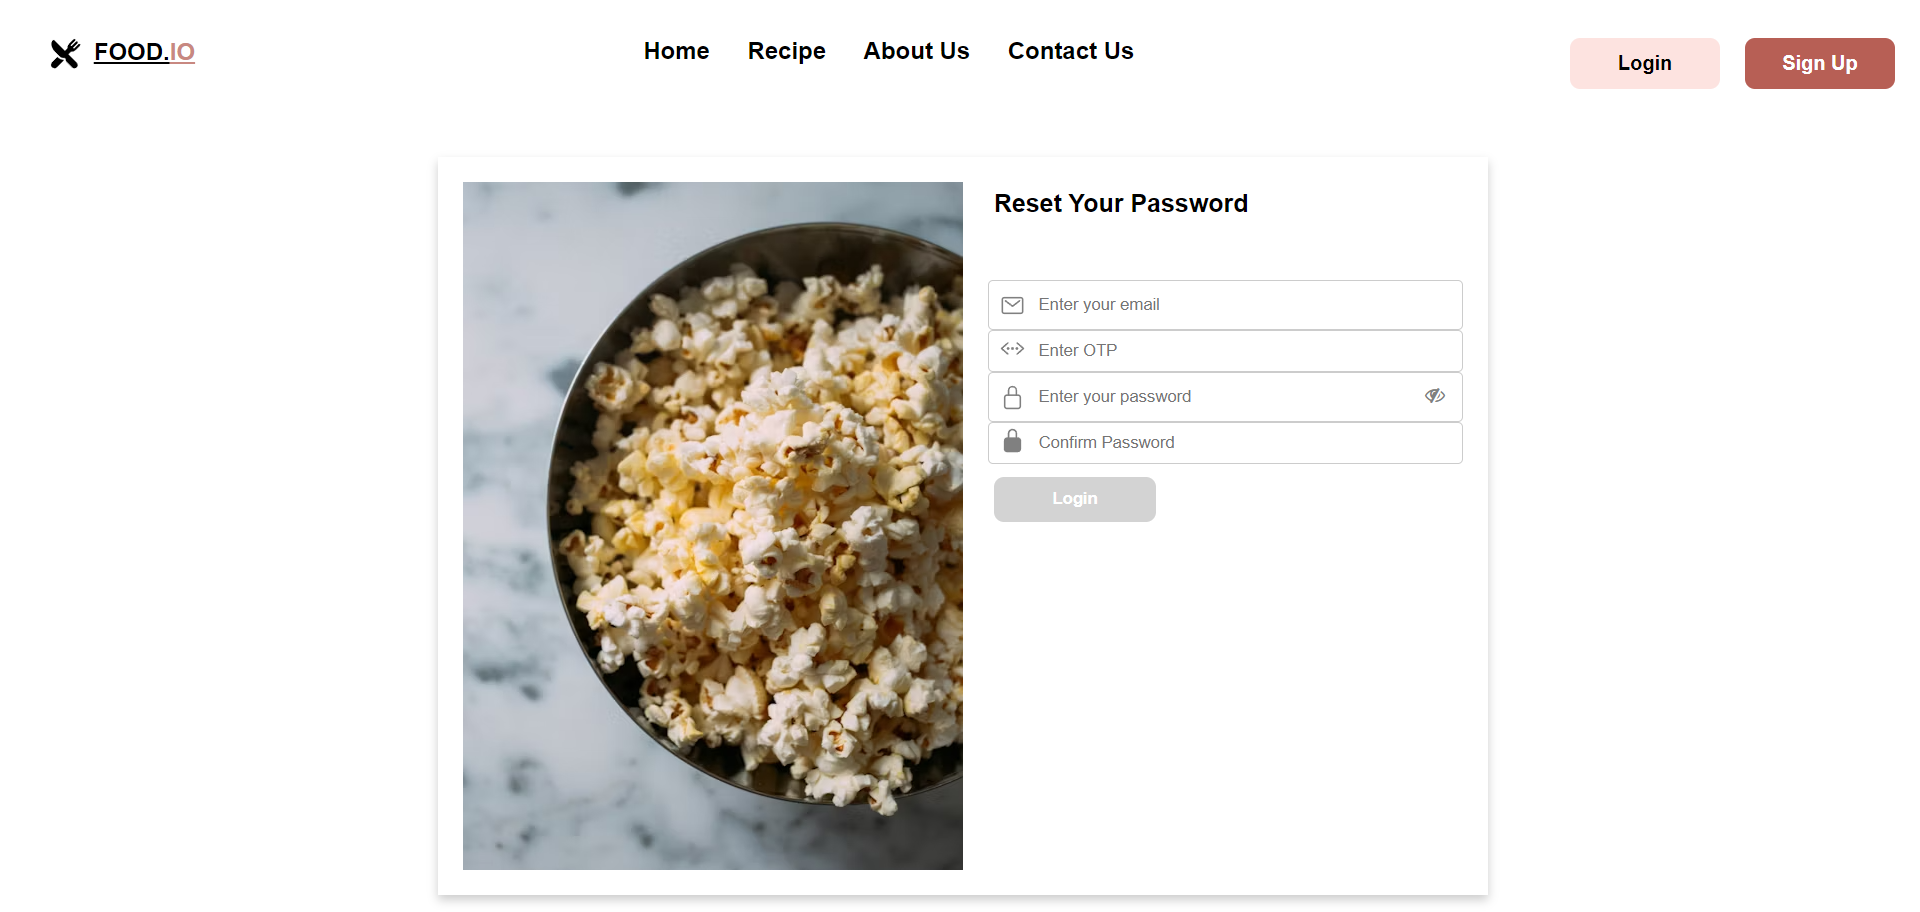 FOOD.IO
Home Recipe About Us Contact Us
Login Sign Up
Reset Your Password
Enter your email
Enter OTP
Enter your password
Confirm Password
Login